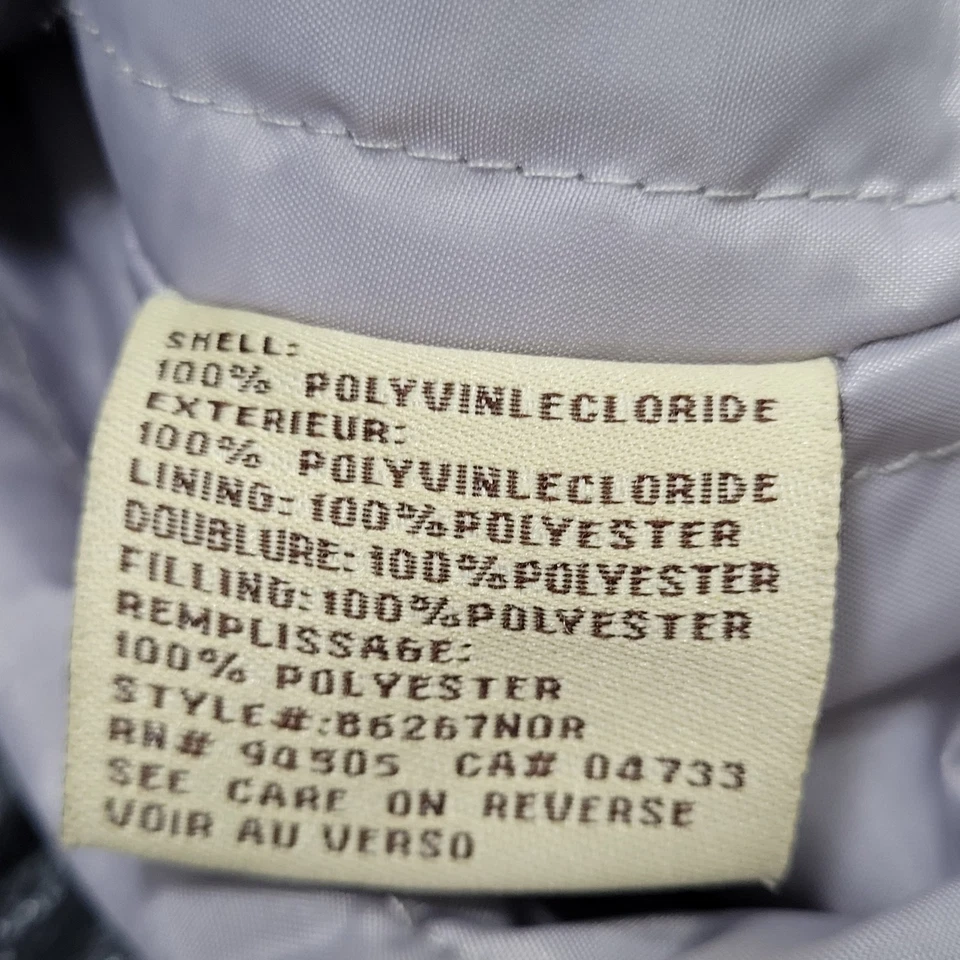 SHELL:
100% POLYVINLECLORIDE
EXTERIEUR:
100% POLYVINLECLORIDE
LINING: 100%POLYESTER
DOUBLURE: 100%POLYESTER
FILLING: 100%POLYESTER
REMPLISSAGE:
100% POLYESTER
STYLE#:86267NOR
RN# 94905 CA# 04733
SEE CARE ON REVERSE
VOIR AU VERSO